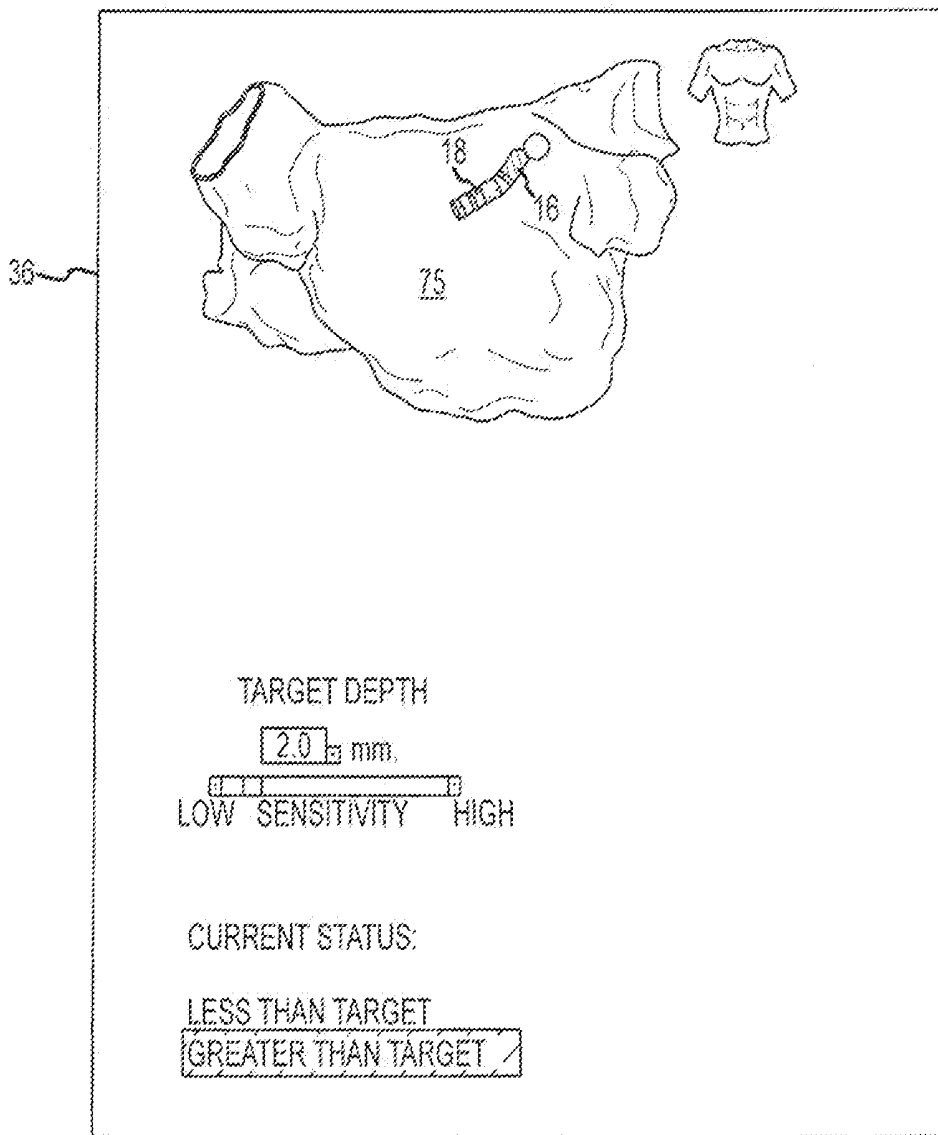 18
16
36
75
TARGET DEPTH
2.0 mm.
LOW SENSITIVITY HIGH
CURRENT STATUS:
LESS THAN TARGET
GREATER THAN TARGET